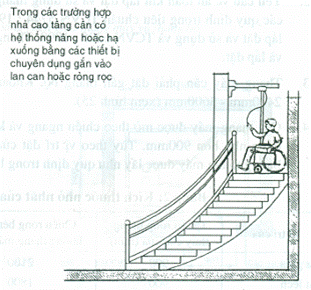 Trong các trường hợp
nhà cao tầng cần có
hệ thống nâng hoặc hạ
xuống bằng các thiết bị
chuyên dụng gắn vào
lan can hoặc ròng rọc